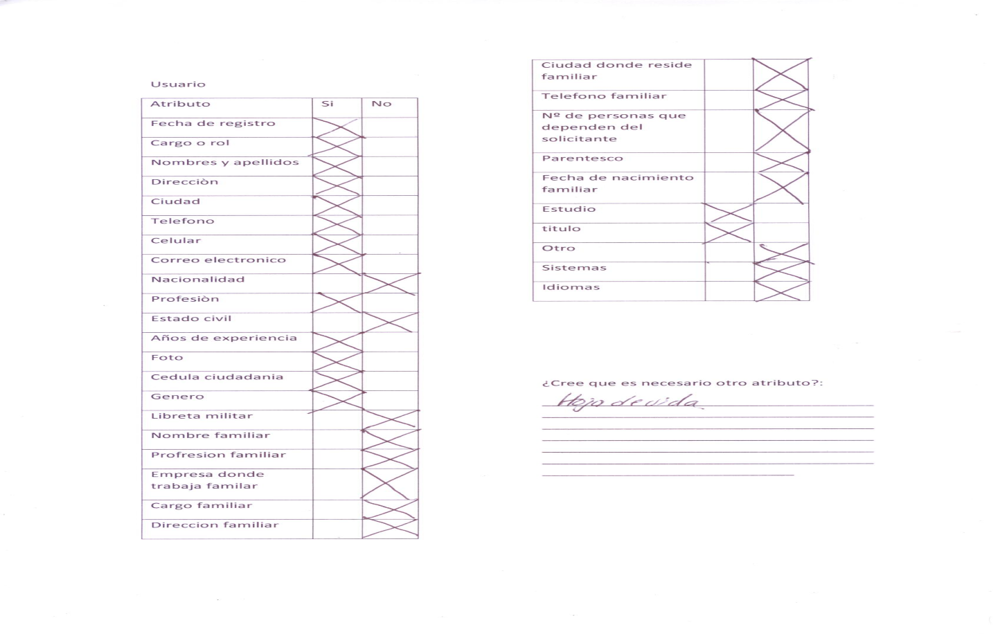 Usuario
Atributo Si No
Fecha de registro
Cargo o rol
Nombres y apellidos
Direcciòn
Ciudad
Telefono
Celular
Correo electronico
Nacionalidad
Profesiòn
Estado civil
Años de experiencia
Foto
Cedula ciudadania
Genero
Libreta militar
Nombre familiar
Profresion familiar
Empresa donde
trabaja familar
Cargo familiar
Direccion familiar
Ciudad donde reside
familiar
Telefono familiar
Nº de personas que
dependen del
solicitante
Parentesco
Fecha de nacimiento
familiar
Estudio
titulo
Otro
Sistemas
Idiomas
¿Cree que es necesario otro atributo?:
Hoja de vida